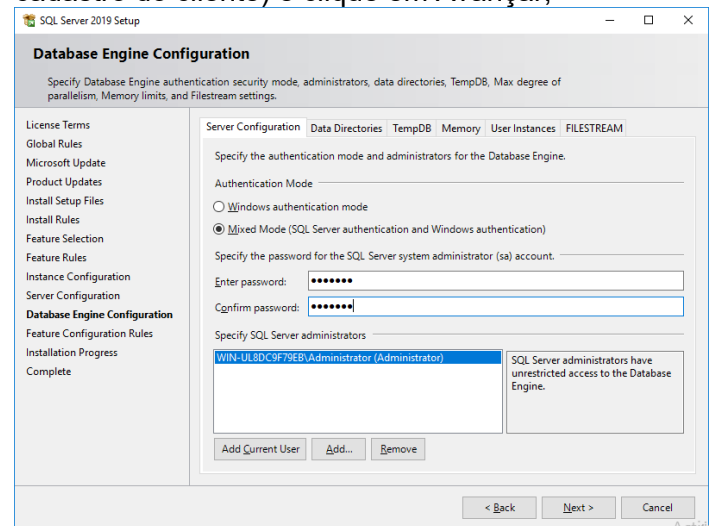 SQL Server 2019 Setup
Database Engine Configuration
Specify Database Engine authentication security mode, administrators, data directories, TempDB, Max degree of
parallelism, Memory limits, and Filestream settings.
License Terms
Global Rules
Microsoft Update
Product Updates
Install Setup Files
Install Rules
Feature Selection
Feature Rules
Instance Configuration
Server Configuration
Database Engine Configuration
Feature Configuration Rules
Installation Progress
Complete
Server Configuration Data Directories TempDB Memory User Instances FILESTREAM
Specify the authentication mode and administrators for the Database Engine.
Authentication Mode
Windows authentication mode
Mixed Mode (SQL Server authentication and Windows authentication)
Specify the password for the SQL Server system administrator (sa) account.
Enter password: •••••••
Confirm password: •••••••
Specify SQL Server administrators
WIN-UL8DC9F79EB\Administrator (Administrator)
SQL Server administrators have
unrestricted access to the Database
Engine.
Add Current User Add... Remove
< Back Next > Cancel